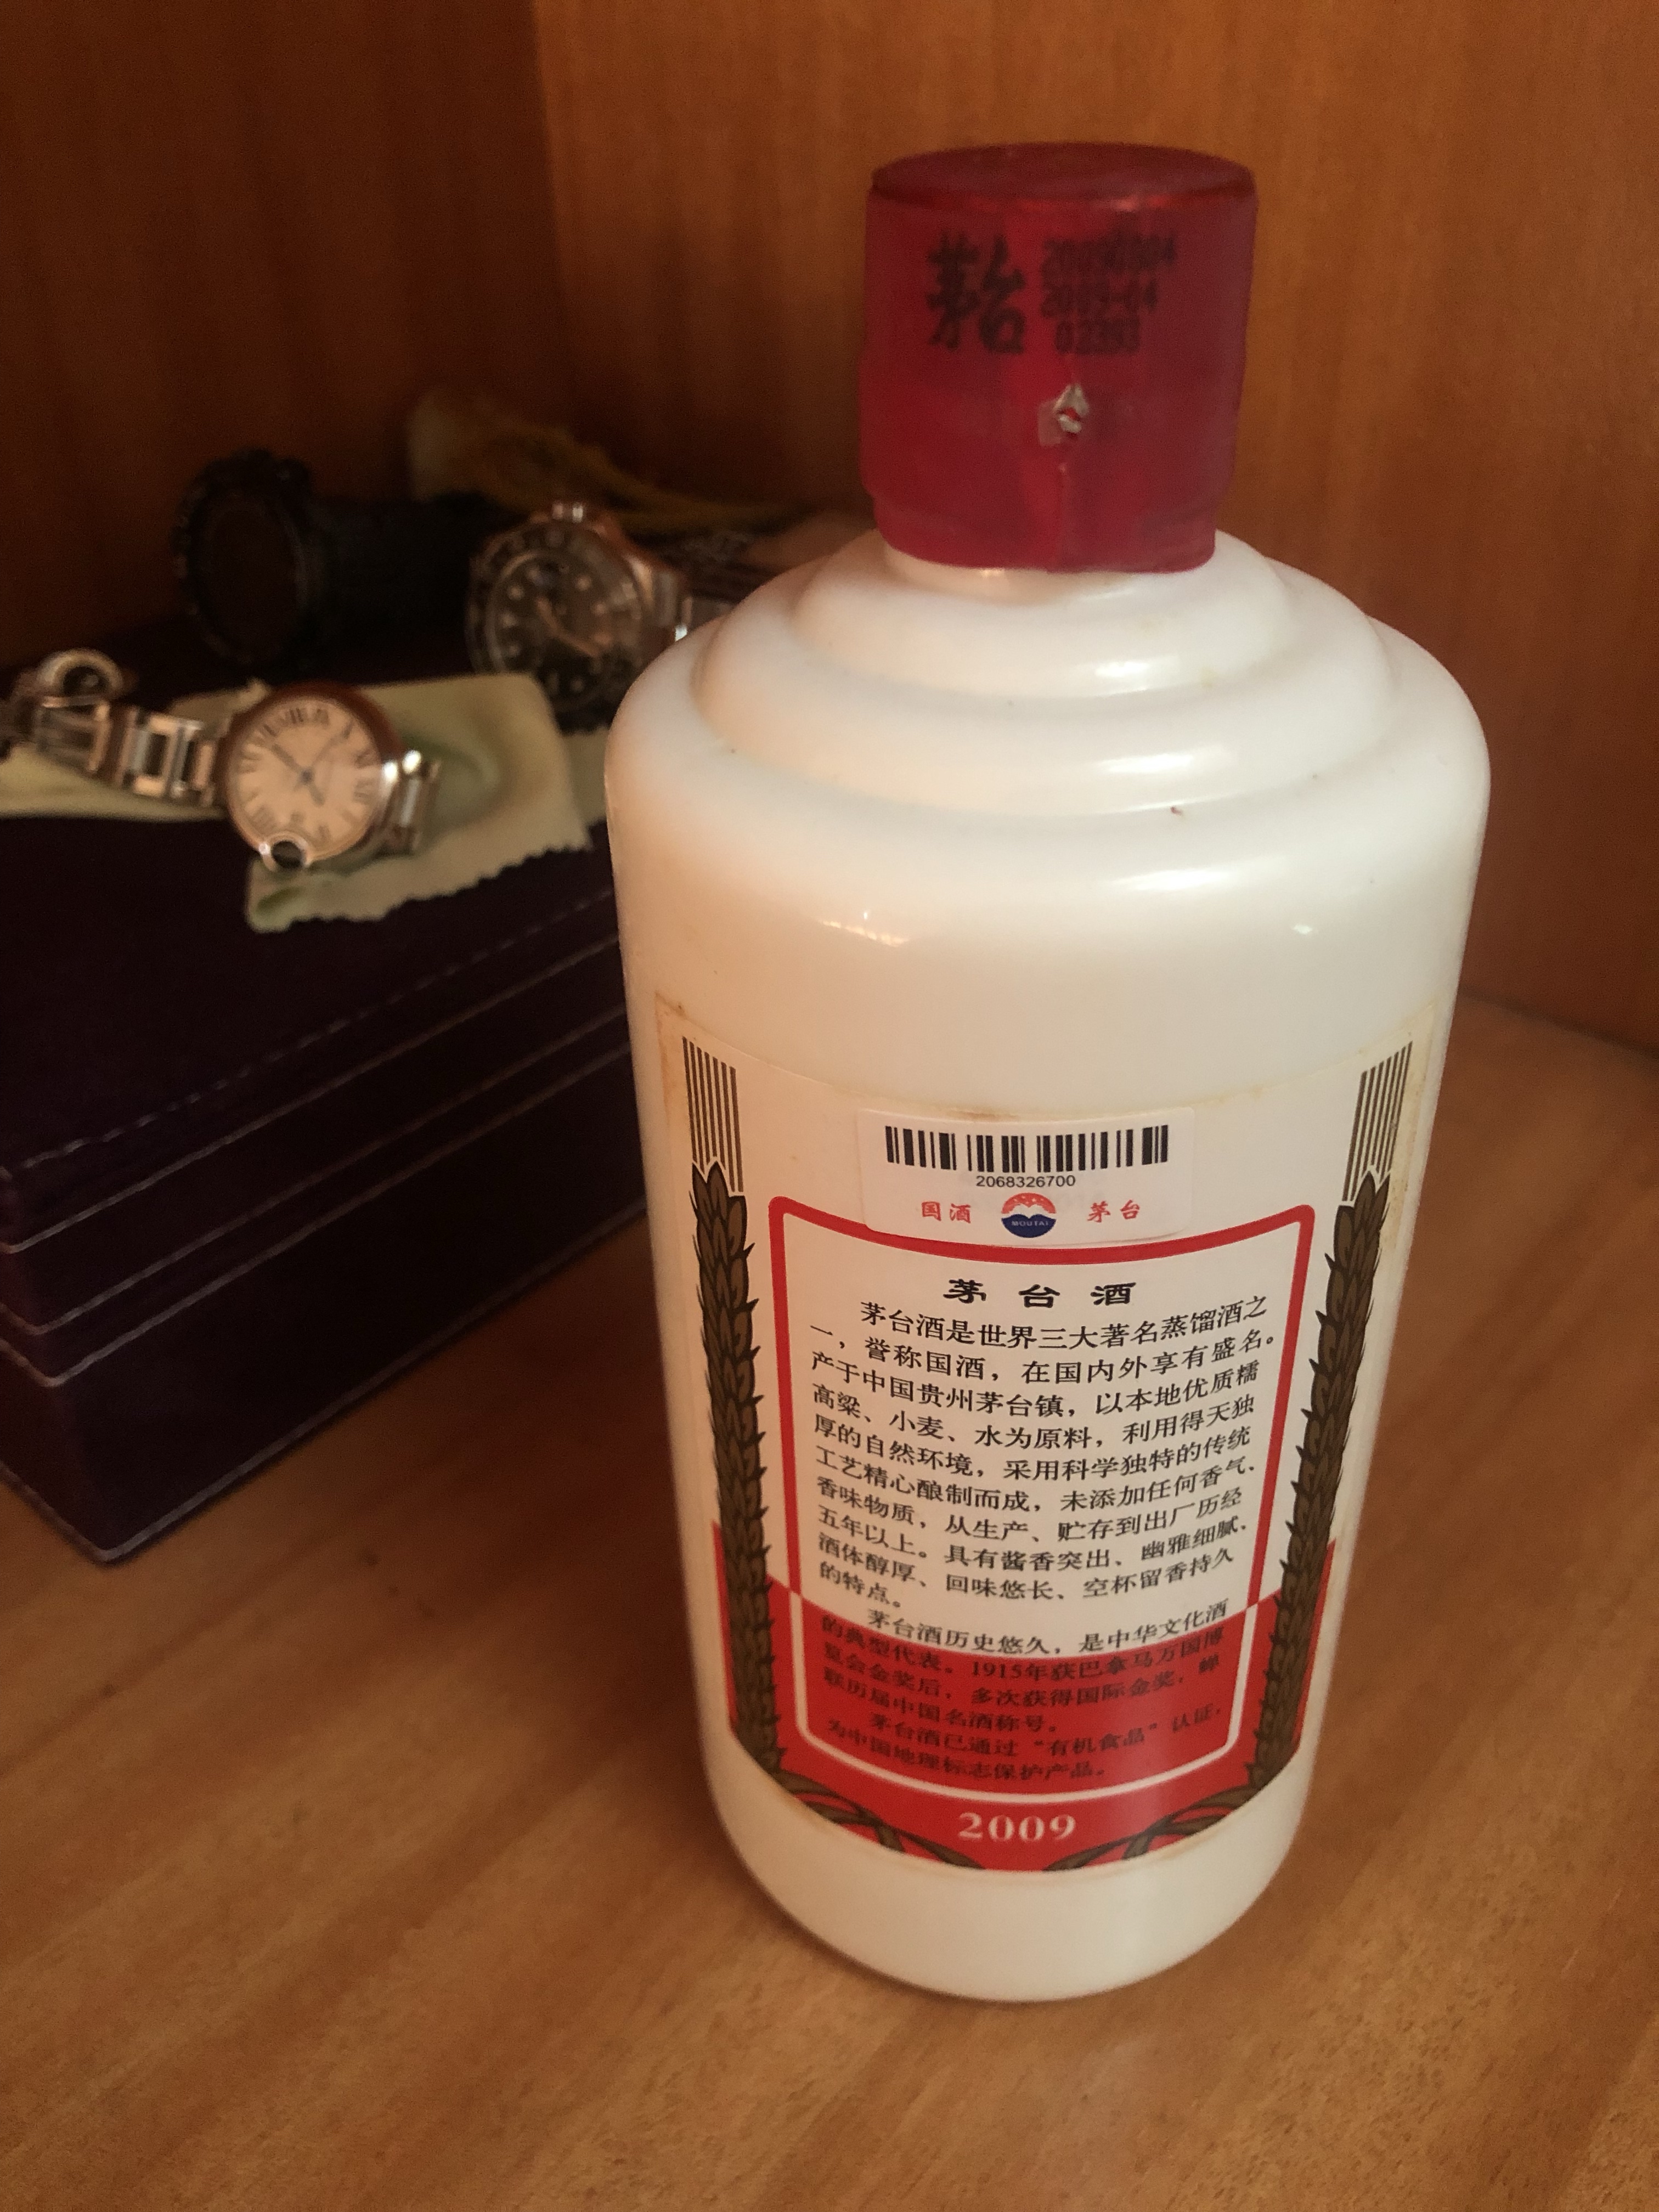 茅台
2068326700
国酒 MOUTAI 茅台
茅台酒
茅台酒是世界三大著名蒸馏酒之
一，誉称国酒，在国内外享有盛名。
产于中国贵州茅台镇，以本地优质糯
高粱、小麦、水为原料，利用得天独
厚的自然环境，采用科学独特的传统
工艺精心酿制而成，未添加任何香气、
香味物质，从生产、贮存到出厂历经
五年以上。具有酱香突出、幽雅细腻、
酒体醇厚、回味悠长、空杯留香持久
的特点。
茅台酒历史悠久，是中华文化酒
的典型代表。1915年获巴拿马万国博
览会金奖后，多次获得国际金奖，蝉
联历届中国名酒称号。
茅台酒已通过“有机食品”认证，
为中国地理标志保护产品。
2009